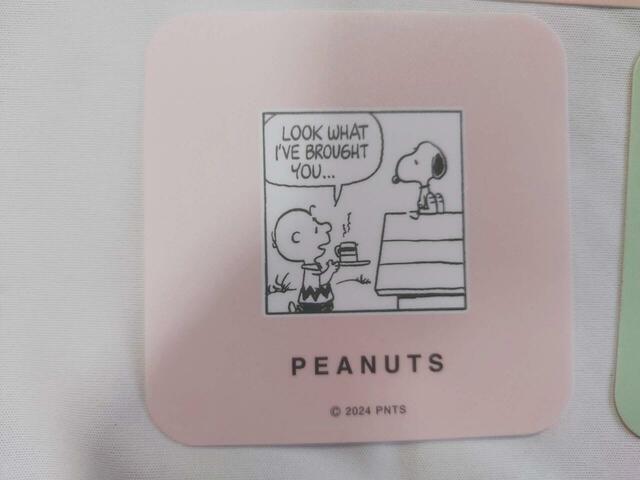 LOOK WHAT
I'VE BROUGHT
YOU...
PEANUTS
© 2024 PNTS